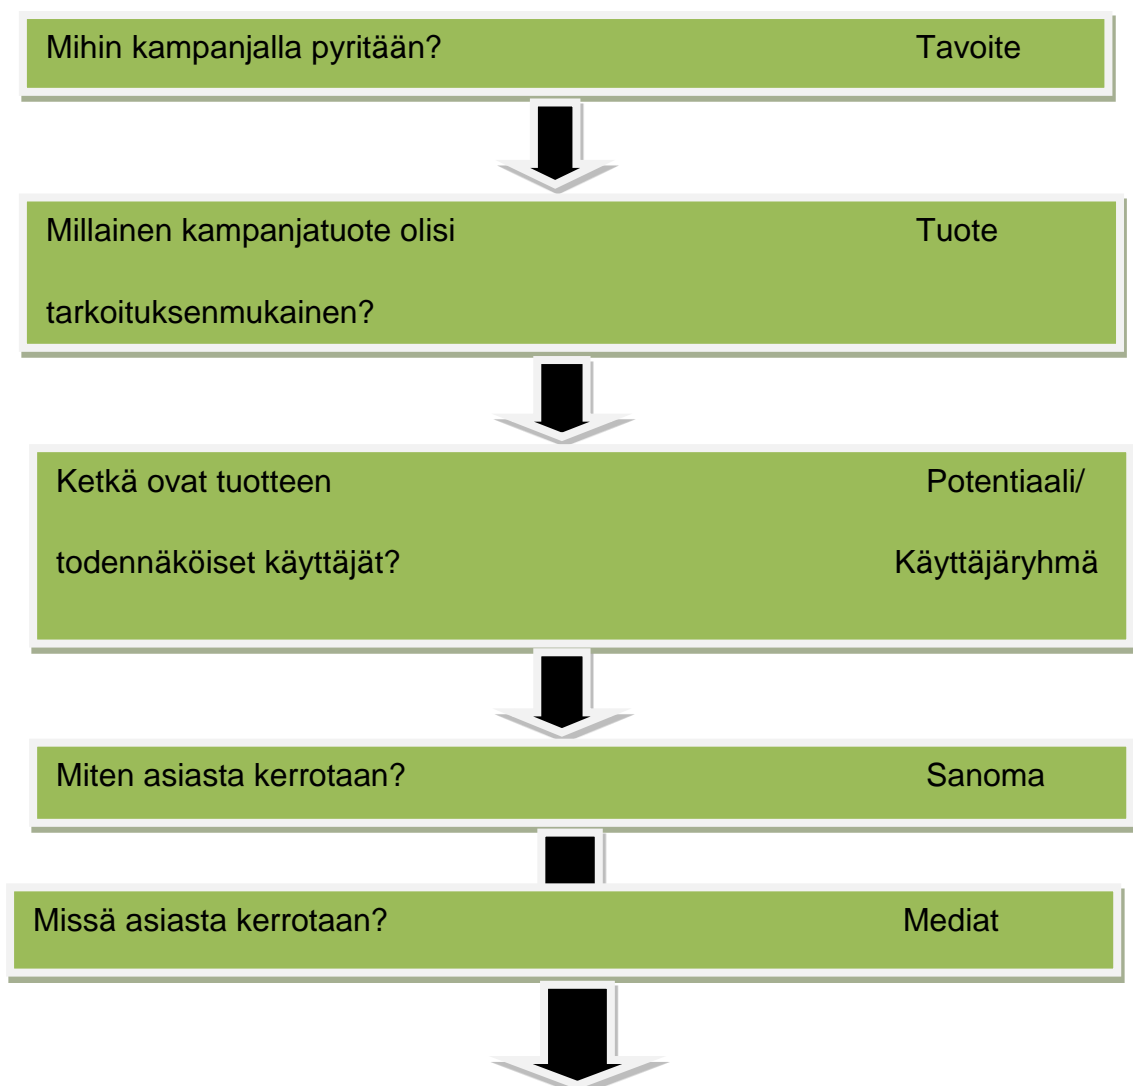 Mihin kampanjalla pyritään? Tavoite
Millainen kampanjatuote olisi Tuote
tarkoituksenmukainen?
Ketkä ovat tuotteen Potentiaali/
todennäköiset käyttäjät? Käyttäjäryhmä
Miten asiasta kerrotaan? Sanoma
Missä asiasta kerrotaan? Mediat